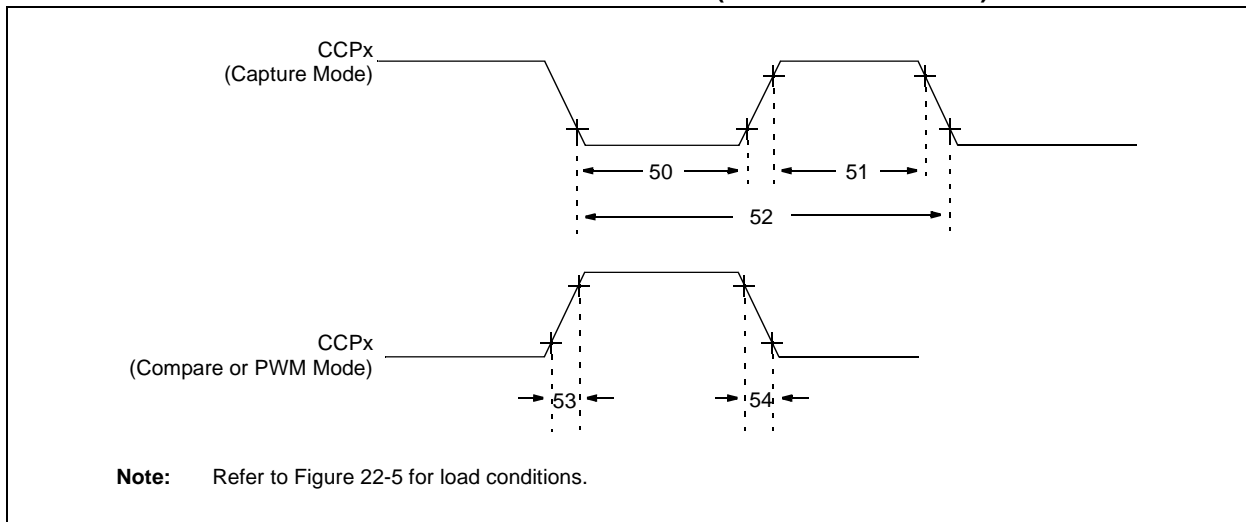 CCPx
(Capture Mode)
50
51
52
CCPx
(Compare or PWM Mode)
53
54
Note: Refer to Figure 22-5 for load conditions.